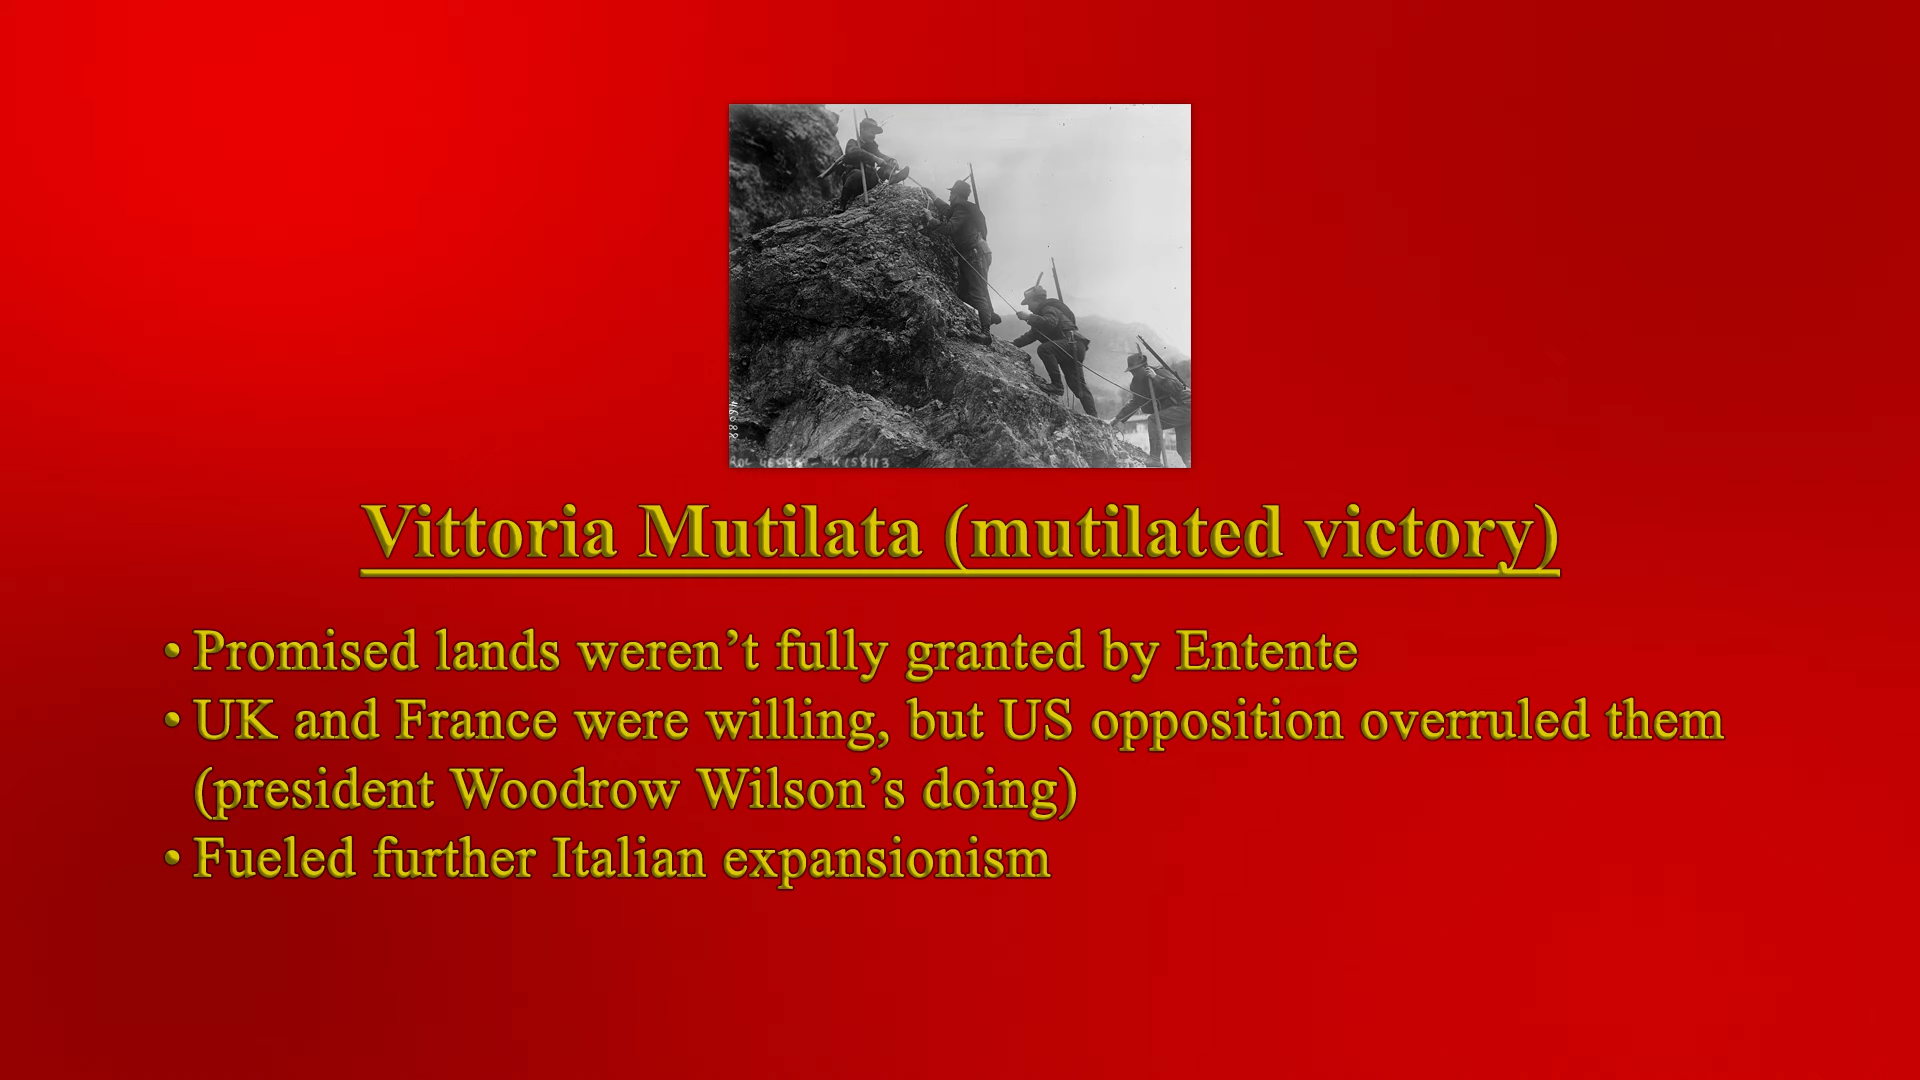 46088
Vittoria Mutilata (mutilated victory)
• Promised lands weren’t fully granted by Entente
• UK and France were willing, but US opposition overruled them
(president Woodrow Wilson’s doing)
• Fueled further Italian expansionism